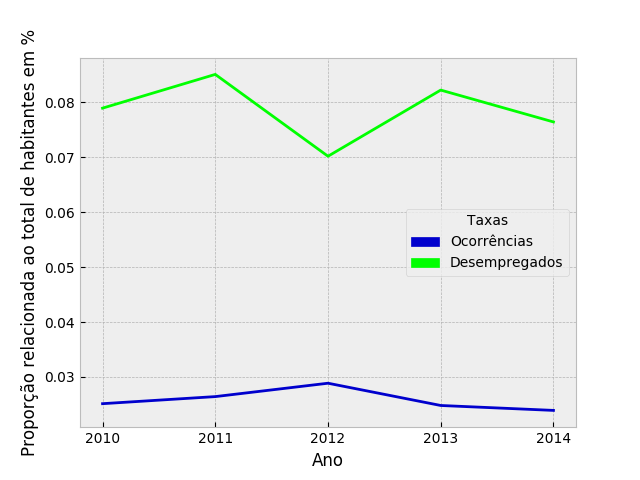 Proporção relacionada ao total de habitantes em %
0.08
0.07
0.06
0.05
0.04
0.03
Taxas
Ocorrências
Desempregados
2010 2011 2012 2013 2014
Ano